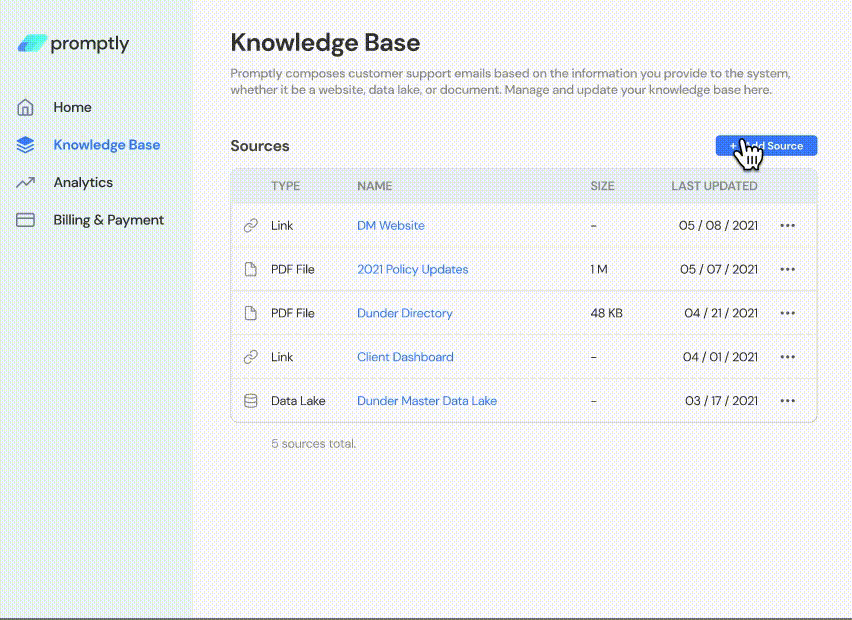 promptly
Home
Knowledge Base
Analytics
Billing & Payment
Knowledge Base
Promptly composes customer support emails based on the information you provide to the system,
whether it be a website, data lake, or document. Manage and update your knowledge base here.
Sources
+ Source
TYPE NAME SIZE LAST UPDATED
Link DM Website - 05 / 08 / 2021 •••
PDF File 2021 Policy Updates 1 M 05 / 07 / 2021 •••
PDF File Dunder Directory 48 KB 04 / 21 / 2021 •••
Link Client Dashboard - 04 / 01 / 2021 •••
Data Lake Dunder Master Data Lake - 03 / 17 / 2021 •••
5 sources total.